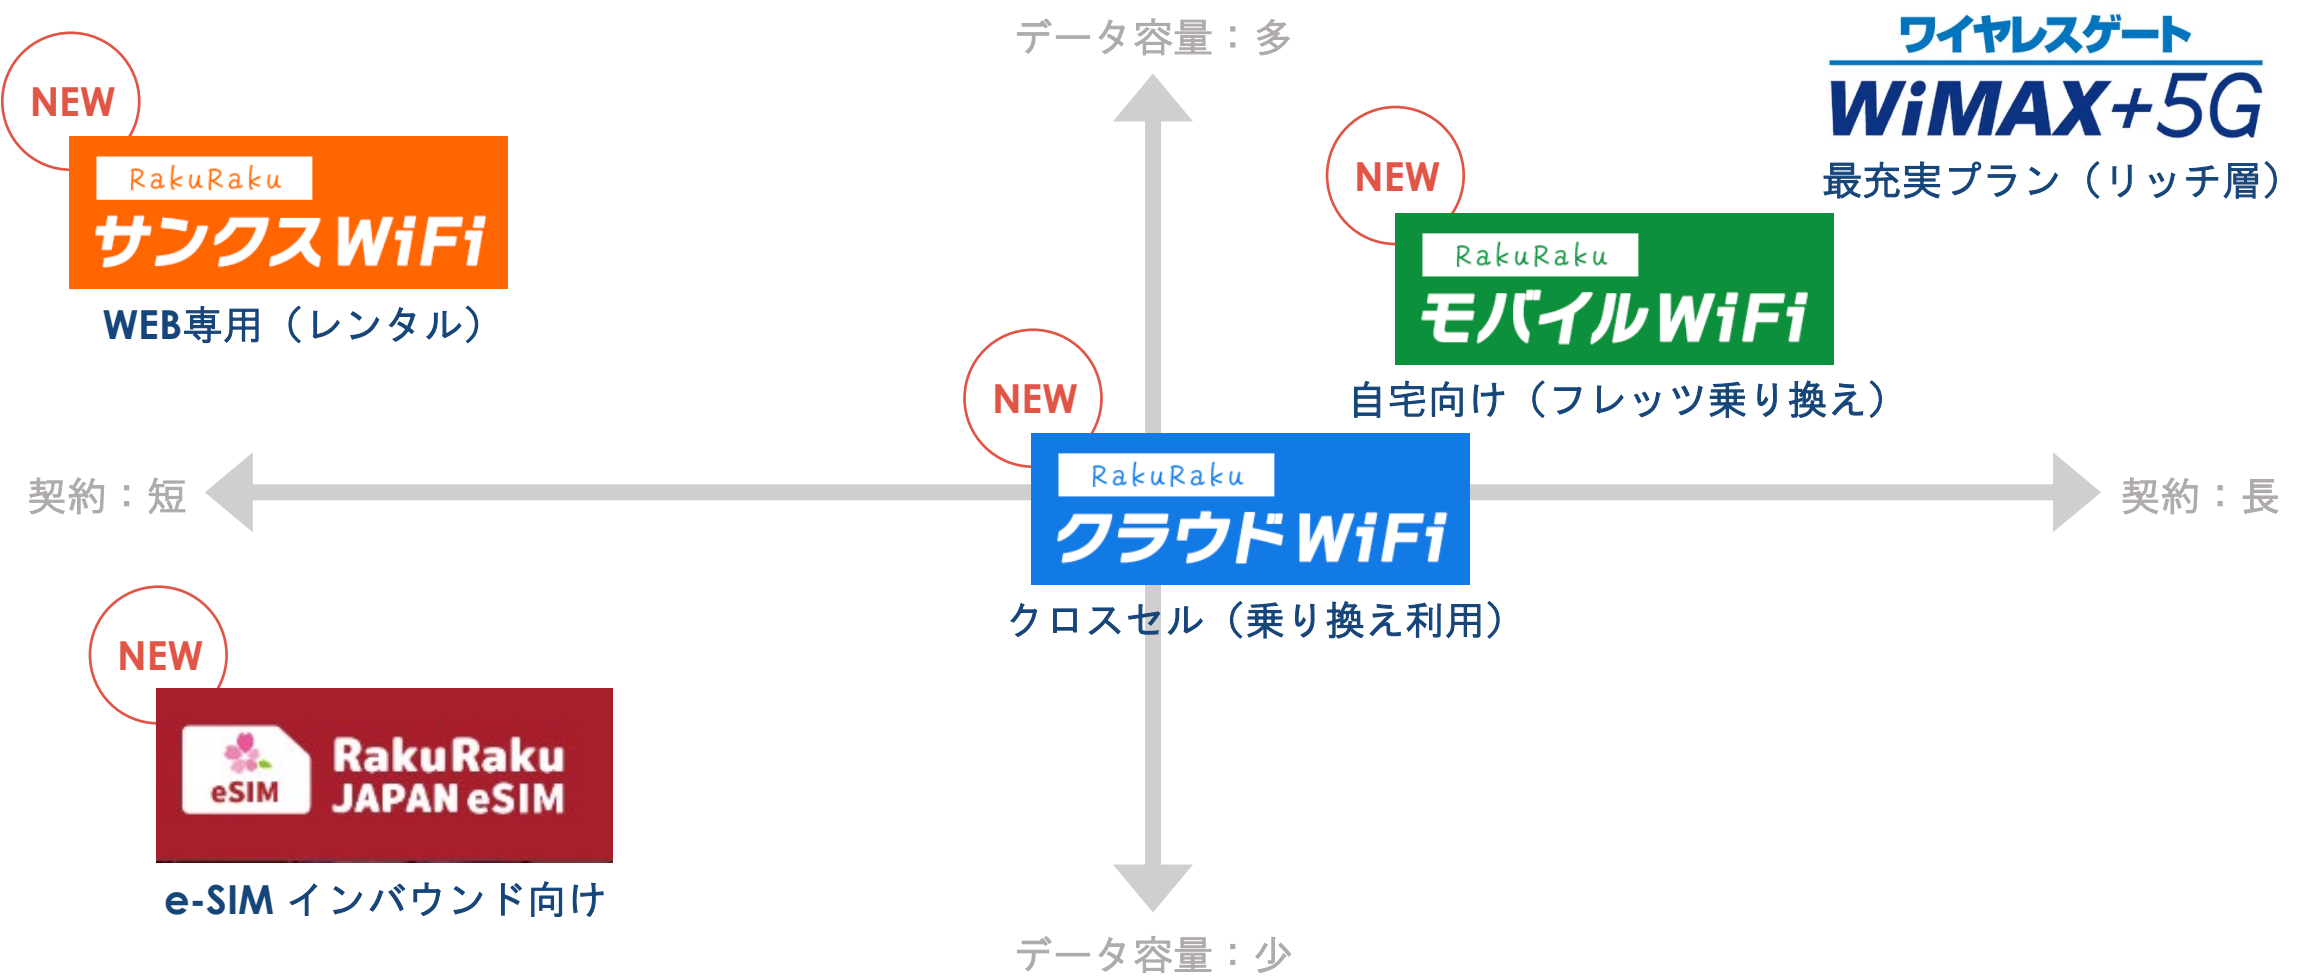 データ容量：多
ワイヤレスゲート
WiMAX+5G
最充実プラン（リッチ層）
NEW
RakuRaku
サンクスWiFi
WEB専用（レンタル）
NEW
RakuRaku
モバイルWiFi
自宅向け（フレッツ乗り換え）
NEW
RakuRaku
クラウドWiFi
クロスセル（乗り換え利用）
契約：短
契約：長
NEW
eSIM
RakuRaku
JAPAN eSIM
e-SIM インバウンド向け
データ容量：少